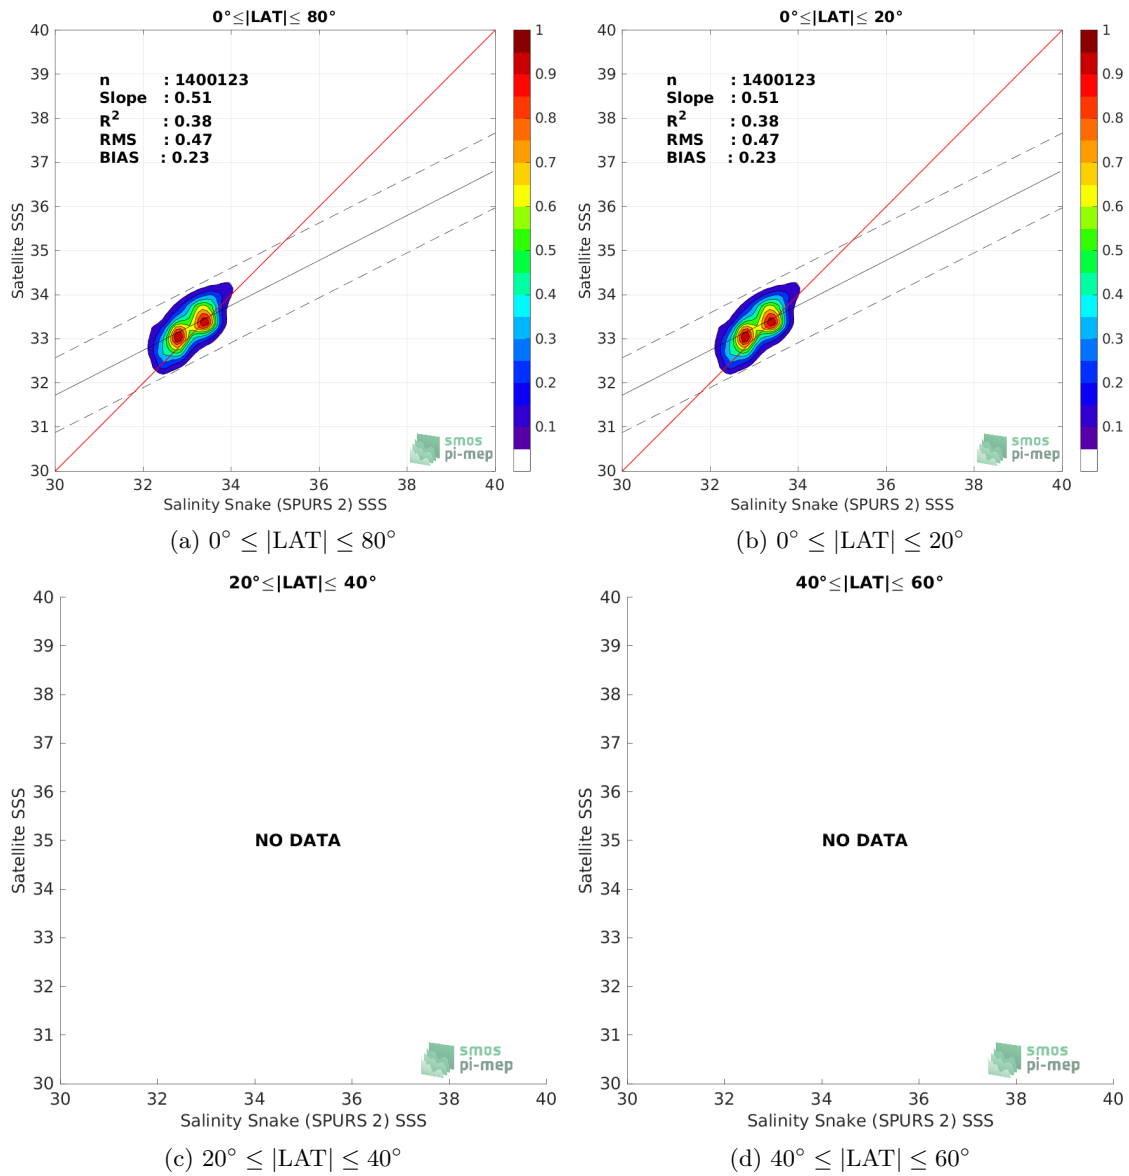 0°≤|LAT|≤ 80°
40
39
38
37
36
35
34
33
32
31
30
Satellite SSS
n : 1400123
Slope : 0.51
R² : 0.38
RMS : 0.47
BIAS : 0.23
1
0.9
0.8
0.7
0.6
0.5
0.4
0.3
0.2
0.1
smos
pi-mep
30 32 34 36 38 40
Salinity Snake (SPURS 2) SSS
(a) 0° ≤ |LAT| ≤ 80°
0°≤|LAT|≤ 20°
40
39
38
37
36
35
34
33
32
31
30
Satellite SSS
n : 1400123
Slope : 0.51
R² : 0.38
RMS : 0.47
BIAS : 0.23
1
0.9
0.8
0.7
0.6
0.5
0.4
0.3
0.2
0.1
smos
pi-mep
30 32 34 36 38 40
Salinity Snake (SPURS 2) SSS
(b) 0° ≤ |LAT| ≤ 20°
20°≤|LAT|≤ 40°
40
39
38
37
36
35
34
33
32
31
30
Satellite SSS
NO DATA
smos
pi-mep
30 32 34 36 38 40
Salinity Snake (SPURS 2) SSS
(c) 20° ≤ |LAT| ≤ 40°
40°≤|LAT|≤ 60°
40
39
38
37
36
35
34
33
32
31
30
Satellite SSS
NO DATA
smos
pi-mep
30 32 34 36 38 40
Salinity Snake (SPURS 2) SSS
(d) 40° ≤ |LAT| ≤ 60°